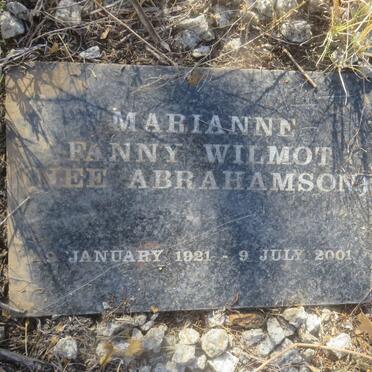 MARIANNE
FANNY WILMOT
(NEE ABRAHAMSON)
JANUARY 1921 - 9 JULY 2001